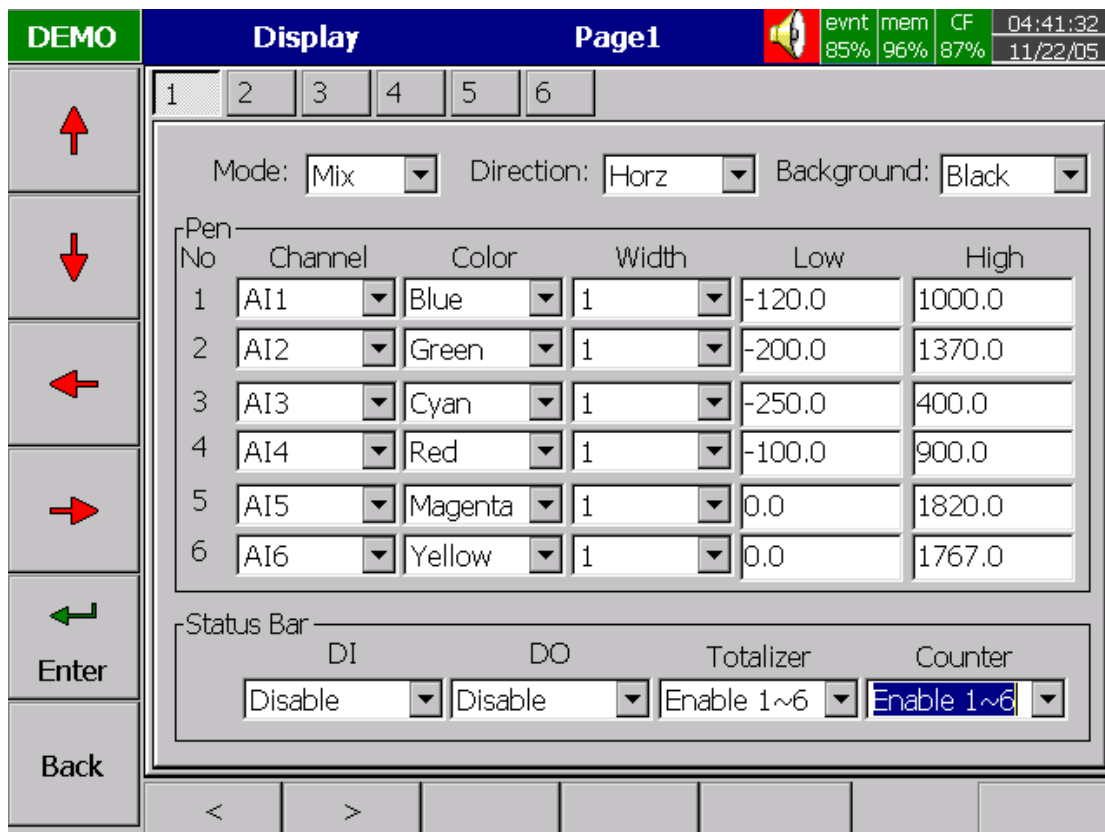 DEMO Display Page1 evnt mem CF 04:41:32
85% 96% 87% 11/22/05
1 2 3 4 5 6
Mode: Mix Direction: Horz Background: Black
Pen
No Channel Color Width Low High
1 AI1 Blue 1 -120.0 1000.0
2 AI2 Green 1 -200.0 1370.0
3 AI3 Cyan 1 -250.0 400.0
4 AI4 Red 1 -100.0 900.0
5 AI5 Magenta 1 0.0 1820.0
6 AI6 Yellow 1 0.0 1767.0
Status Bar
DI DO Totalizer Counter
Disable Disable Enable 1~6 Enable 1~6
Enter
Back
< >